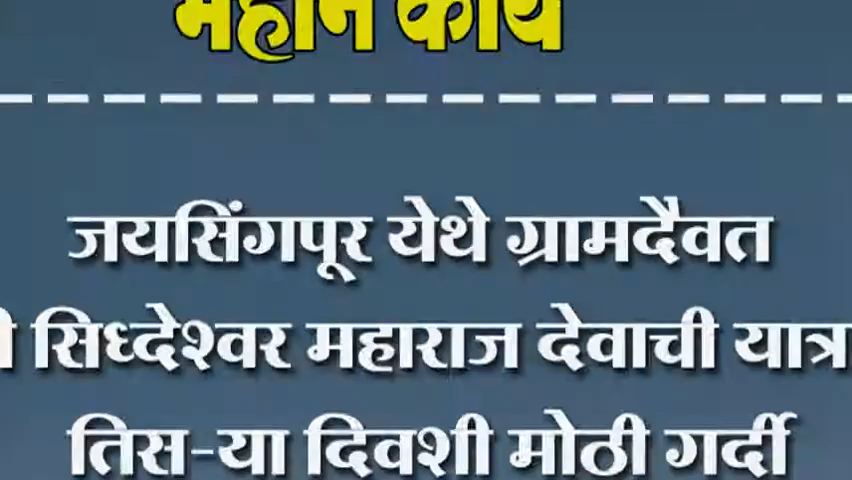 महान कार्य
जयसिंगपूर येथे ग्रामदैवत
सिध्देश्वर महाराज देवाची यात्रा
तिस-या दिवशी मोठी गर्दी